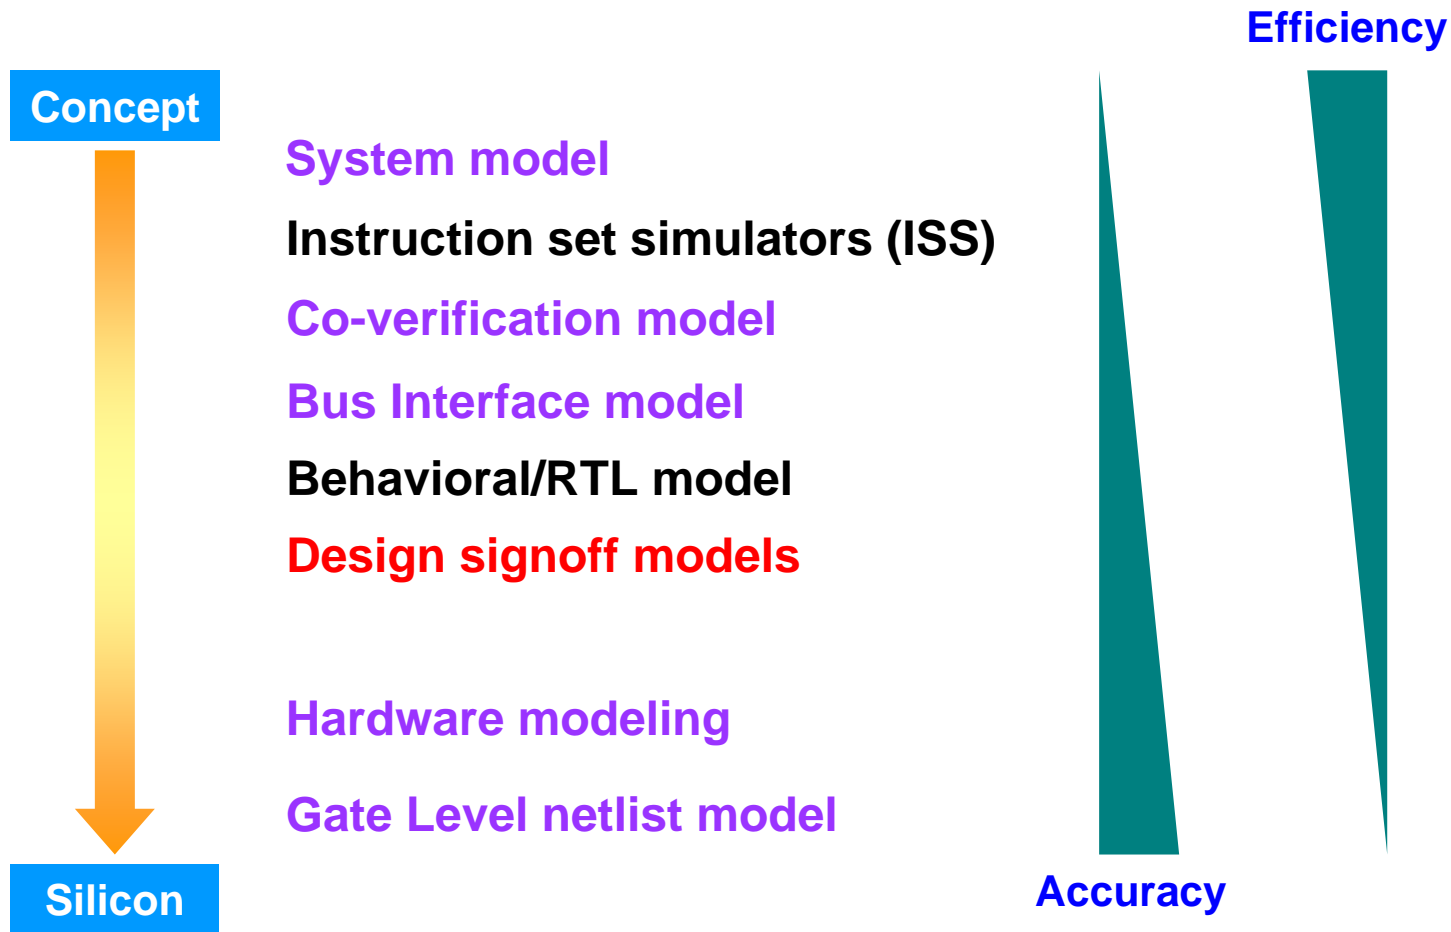 Efficiency
Concept
System model
Instruction set simulators (ISS)
Co-verification model
Bus Interface model
Behavioral/RTL model
Design signoff models
Hardware modeling
Gate Level netlist model
Silicon
Accuracy